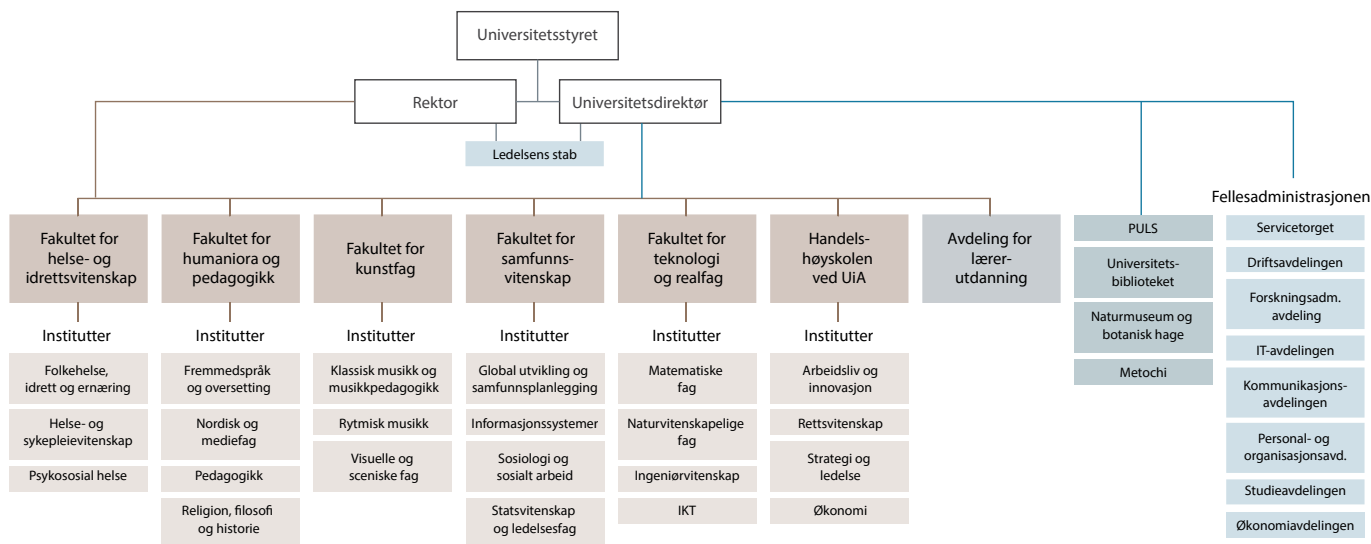 Universitetsstyret
Rektor
Universitetsdirektør
Ledelsens stab
Fakultet for
helse- og
idrettsvitenskap
Institutter
Folkehelse,
idrett og ernæring
Helse- og
sykepleievitenskap
Psykososial helse
Fakultet for
humaniora og
pedagogikk
Institutter
Fremmedspråk
og oversetting
Nordisk og
mediefag
Pedagogikk
Religion, filosofi
og historie
Fakultet for
kunstfag
Institutter
Klassisk musikk og
musikkpedagogikk
Rytmisk musikk
Visuelle og
sceniske fag
Fakultet for
samfunns-
vitenskap
Institutter
Global utvikling og
samfunnsplanlegging
Informasjonssystemer
Sosiologi og
sosialt arbeid
Statsvitenskap
og ledelsesfag
Fakultet for
teknologi
og realfag
Institutter
Matematiske
fag
Naturvitenskapelige
fag
Ingeniørvitenskap
IKT
Handels-
høyskolen
ved UiA
Institutter
Arbeidsliv og
innovasjon
Rettsvitenskap
Strategi og
ledelse
Økonomi
Avdeling for
lærer-
utdanning
PULS
Universitets-
biblioteket
Naturmuseum og
botanisk hage
Metochi
Fellesadministrasjonen
Servicetorget
Driftsavdelingen
Forskningsadm.
avdeling
IT-avdelingen
Kommunikasjons-
avdelingen
Personal- og
organisasjonsavd.
Studieavdelingen
Økonomiavdelingen